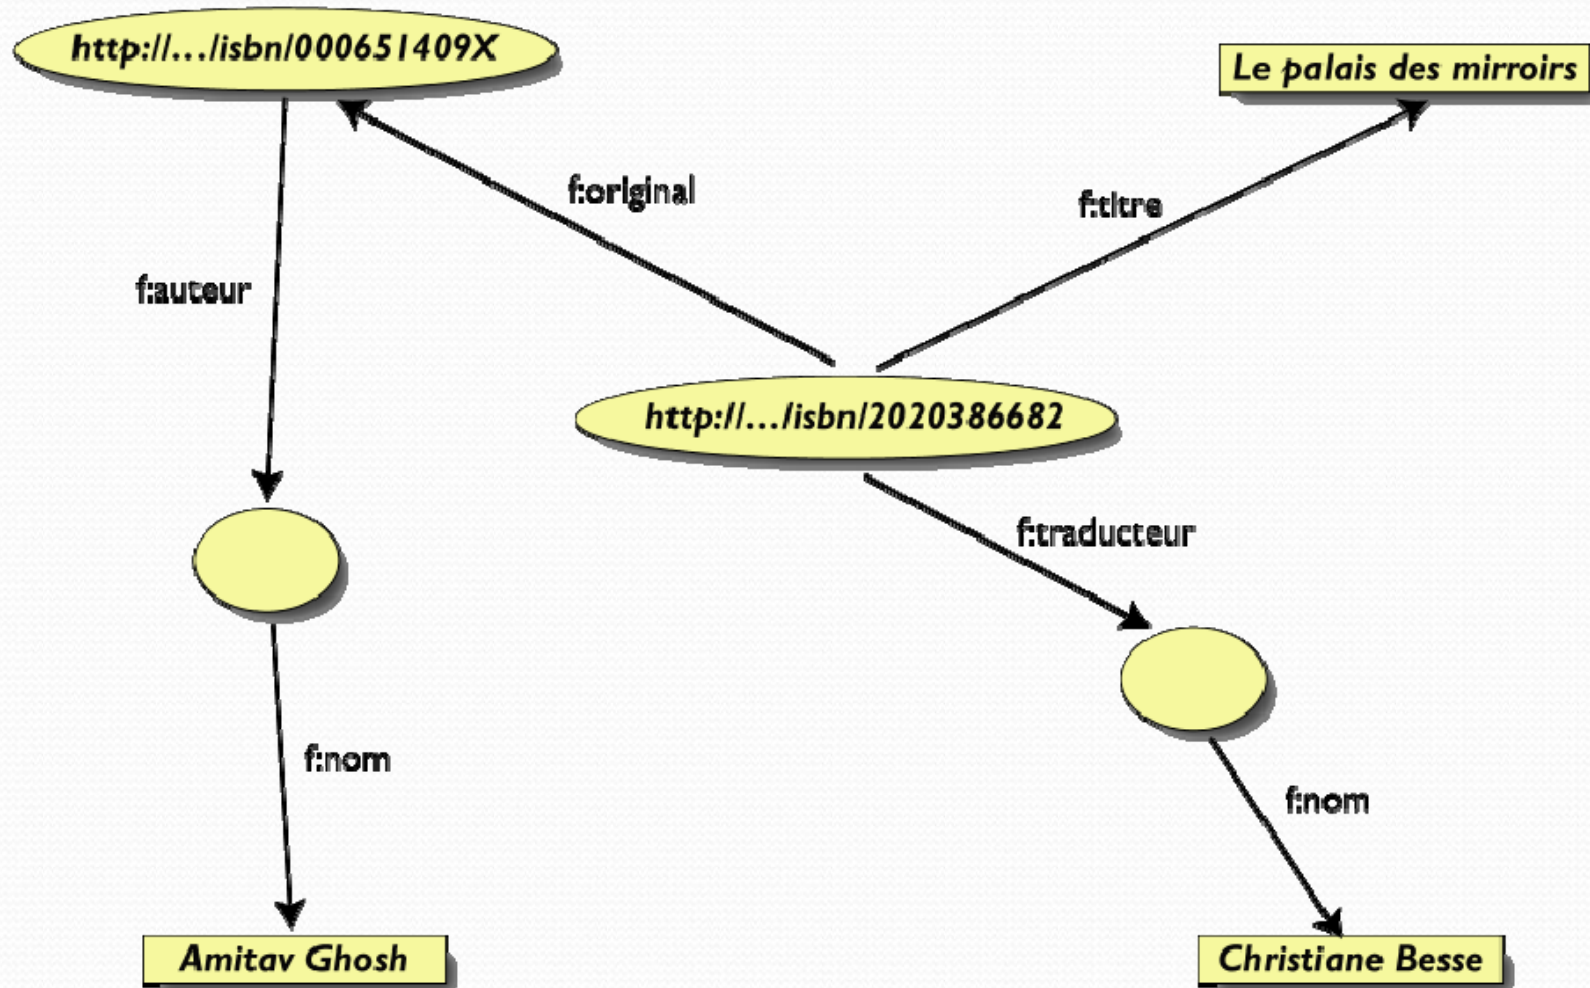 http://.../isbn/000651409X
Le palais des mirroirs
f:original
f:titre
f:auteur
http://.../isbn/2020386682
f:traducteur
f:nom
f:nom
Amitav Ghosh
Christiane Besse